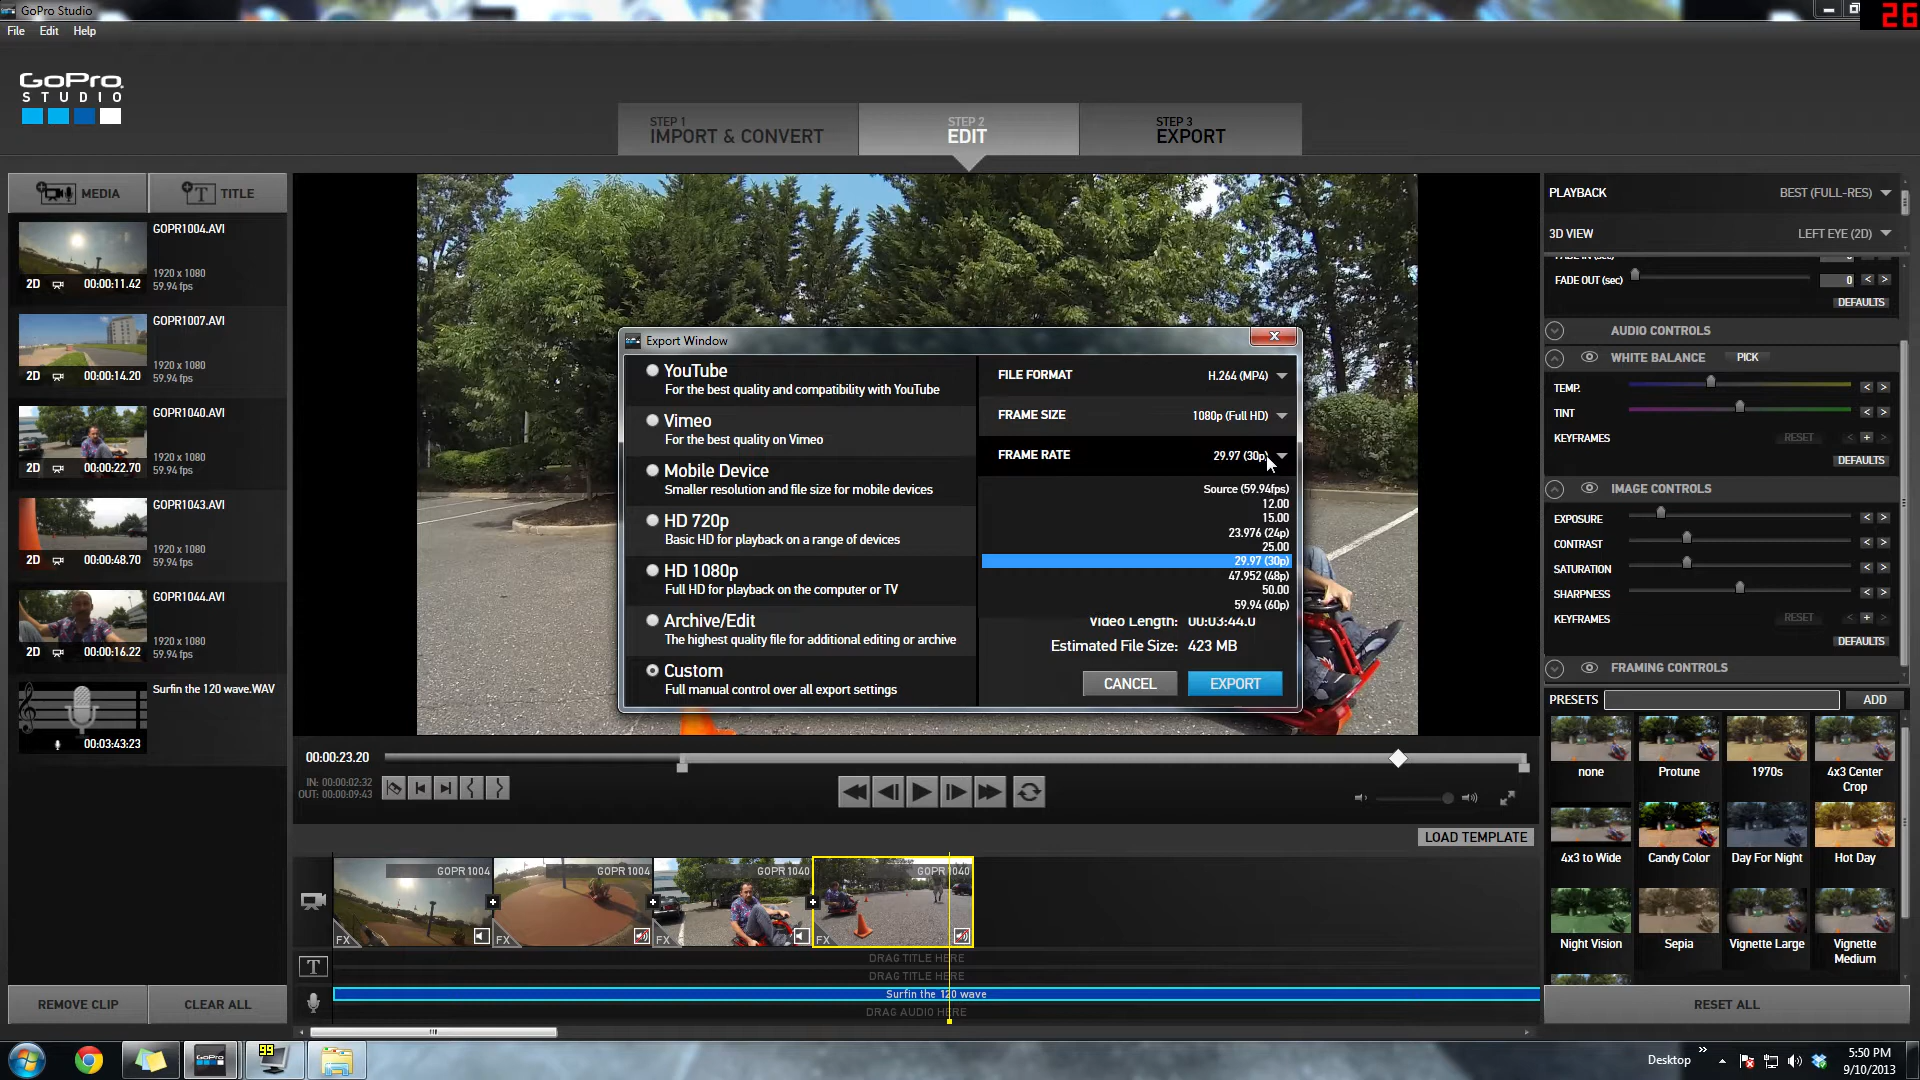 GoPro Studio
26
File Edit Help
GoPro
STUDIO
STEP 1
IMPORT & CONVERT
STEP 2
EDIT
STEP 3
EXPORT
MEDIA
TITLE
GOPR1004.AVI
1920 x 1080
59.94 fps
2D 00:00:11.42
GOPR1007.AVI
1920 x 1080
59.94 fps
2D 00:00:14.20
GOPR1040.AVI
1920 x 1080
59.94 fps
2D 00:00:22.70
GOPR1043.AVI
1920 x 1080
59.94 fps
2D 00:00:48.70
GOPR1044.AVI
1920 x 1080
59.94 fps
2D 00:00:16.22
Surfin the 120 wave.WAV
00:03:43:23
REMOVE CLIP
CLEAR ALL
Export Window
YouTube
For the best quality and compatibility with YouTube
Vimeo
For the best quality on Vimeo
Mobile Device
Smaller resolution and file size for mobile devices
HD 720p
Basic HD for playback on a range of devices
HD 1080p
Full HD for playback on the computer or TV
Archive/Edit
The highest quality file for additional editing or archive
Custom
Full manual control over all export settings
FILE FORMAT H.264 (MP4)
FRAME SIZE 1080p (Full HD)
FRAME RATE 29.97 (30p)
Source (59.94fps)
12.00
15.00
23.976 (24p)
25.00
29.97 (30p)
47.952 (48p)
50.00
59.94 (60p)
Video Length: 00:03:44.0
Estimated File Size: 423 MB
CANCEL
EXPORT
00:00:23.20
IN: 00:00:02:32
OUT: 00:00:09:43
LOAD TEMPLATE
GOPR1004
FX
GOPR1004
FX
GOPR1040
FX
GOPR1040
FX
T
DRAG TITLE HERE
DRAG TITLE HERE
Surfin the 120 wave
DRAG AUDIO HERE
PLAYBACK BEST (FULL-RES)
3D VIEW LEFT EYE (2D)
FADE IN (sec)
FADE OUT (sec) 0
DEFAULTS
AUDIO CONTROLS
WHITE BALANCE PICK
TEMP.
TINT
KEYFRAMES RESET
DEFAULTS
IMAGE CONTROLS
EXPOSURE
CONTRAST
SATURATION
SHARPNESS
KEYFRAMES RESET
DEFAULTS
FRAMING CONTROLS
PRESETS
ADD
none
Protune
1970s
4x3 Center
Crop
4x3 to Wide
Candy Color
Day For Night
Hot Day
Night Vision
Sepia
Vignette Large
Vignette
Medium
RESET ALL
GoPro
99
Desktop
5:50 PM
9/10/2013